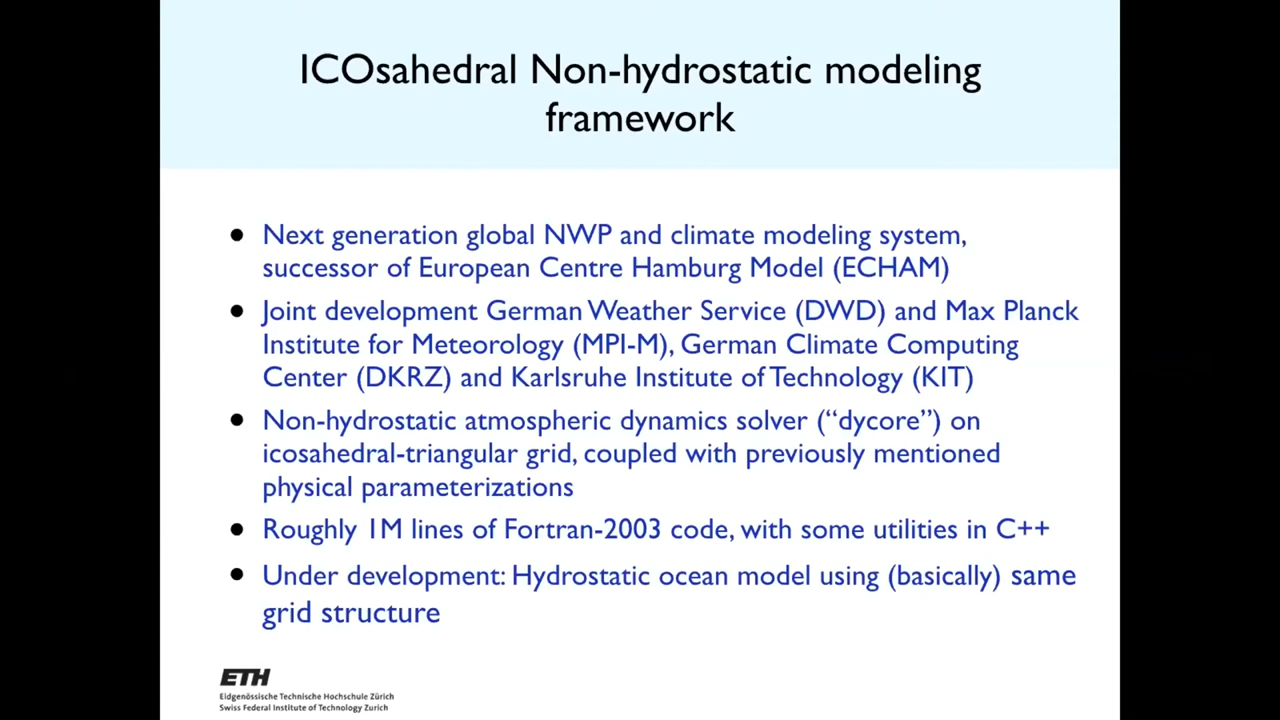 ICOsahedral Non-hydrostatic modeling
framework
• Next generation global NWP and climate modeling system,
successor of European Centre Hamburg Model (ECHAM)
• Joint development German Weather Service (DWD) and Max Planck
Institute for Meteorology (MPI-M), German Climate Computing
Center (DKRZ) and Karlsruhe Institute of Technology (KIT)
• Non-hydrostatic atmospheric dynamics solver (“dycore”) on
icosahedral-triangular grid, coupled with previously mentioned
physical parameterizations
• Roughly 1M lines of Fortran-2003 code, with some utilities in C++
• Under development: Hydrostatic ocean model using (basically) same
grid structure
ETH
Eidgenössische Technische Hochschule Zürich
Swiss Federal Institute of Technology Zurich